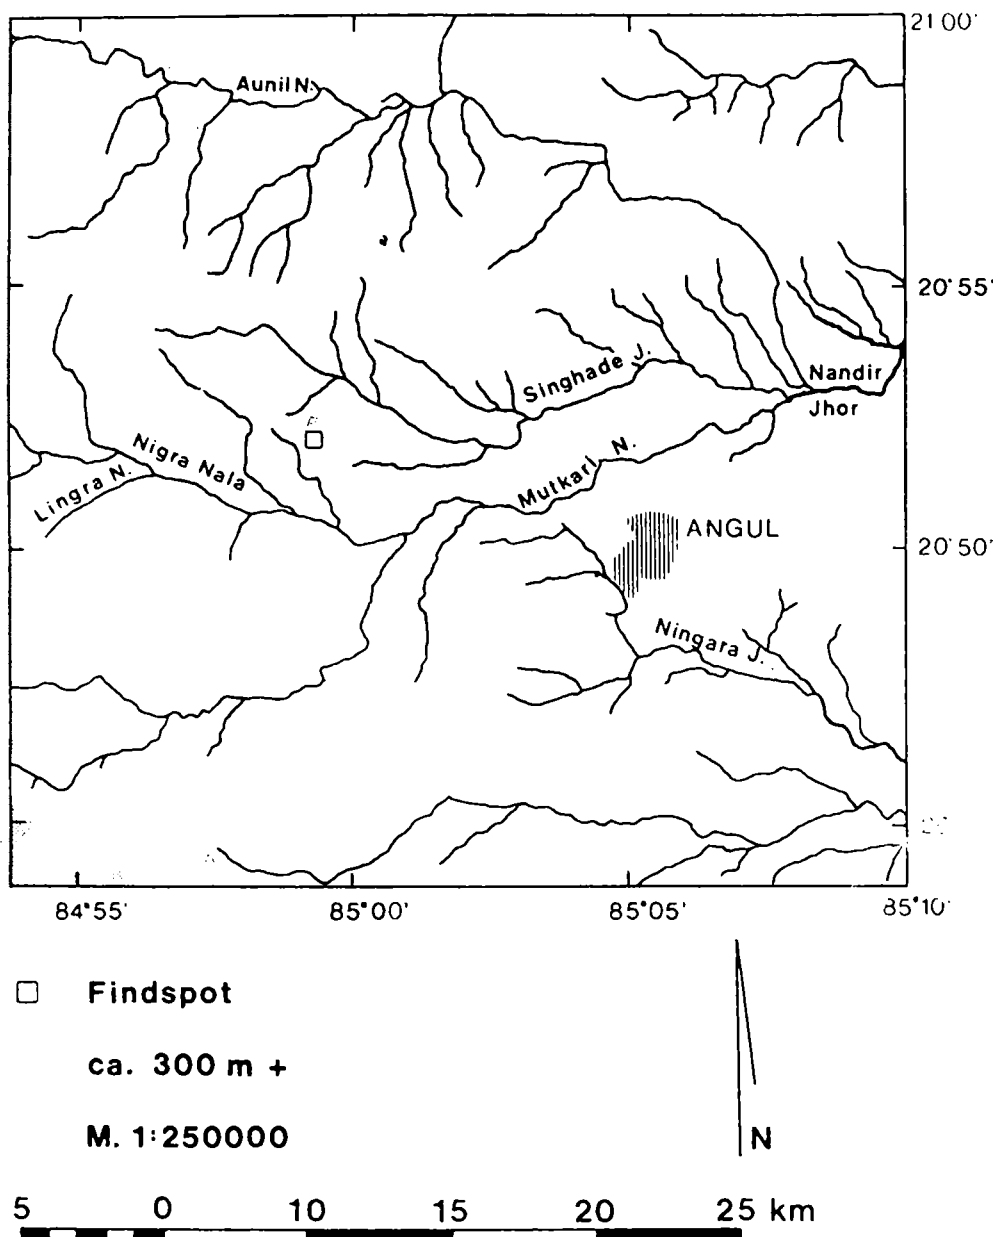 21 00'
Aunil N.
20°55'
Singhade J.
Nandir
Jhor
Nigra Nala
Lingra N.
Mutkari N.
ANGUL
20°50'
Ningara J.
84°55'
85°00'
85°05'
85°10'
Findspot
ca. 300 m +
M. 1:250000
N
5 0 10 15 20 25 km